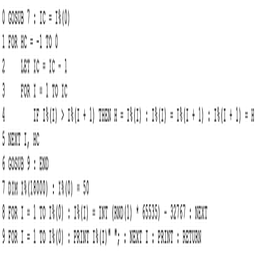 0 GOSUB 7 : IC = I%(0)
1 FOR HC = -1 TO 0
2 LET IC = IC - 1
3 FOR I = 1 TO IC
4 IF I%(I) > I%(I + 1) THEN H = I%(I) : I%(I) = I%(I + 1) : I%(I + 1) = H
5 NEXT I, HC
6 GOSUB 9 : END
7 DIM I%(18000) : I%(0) = 50
8 FOR I = 1 TO I%(0) : I%(I) = INT (RND(1) * 65535) - 32767 : NEXT
9 FOR I = 1 TO I%(0) : PRINT I%(I)" "; : NEXT I : PRINT : RETURN